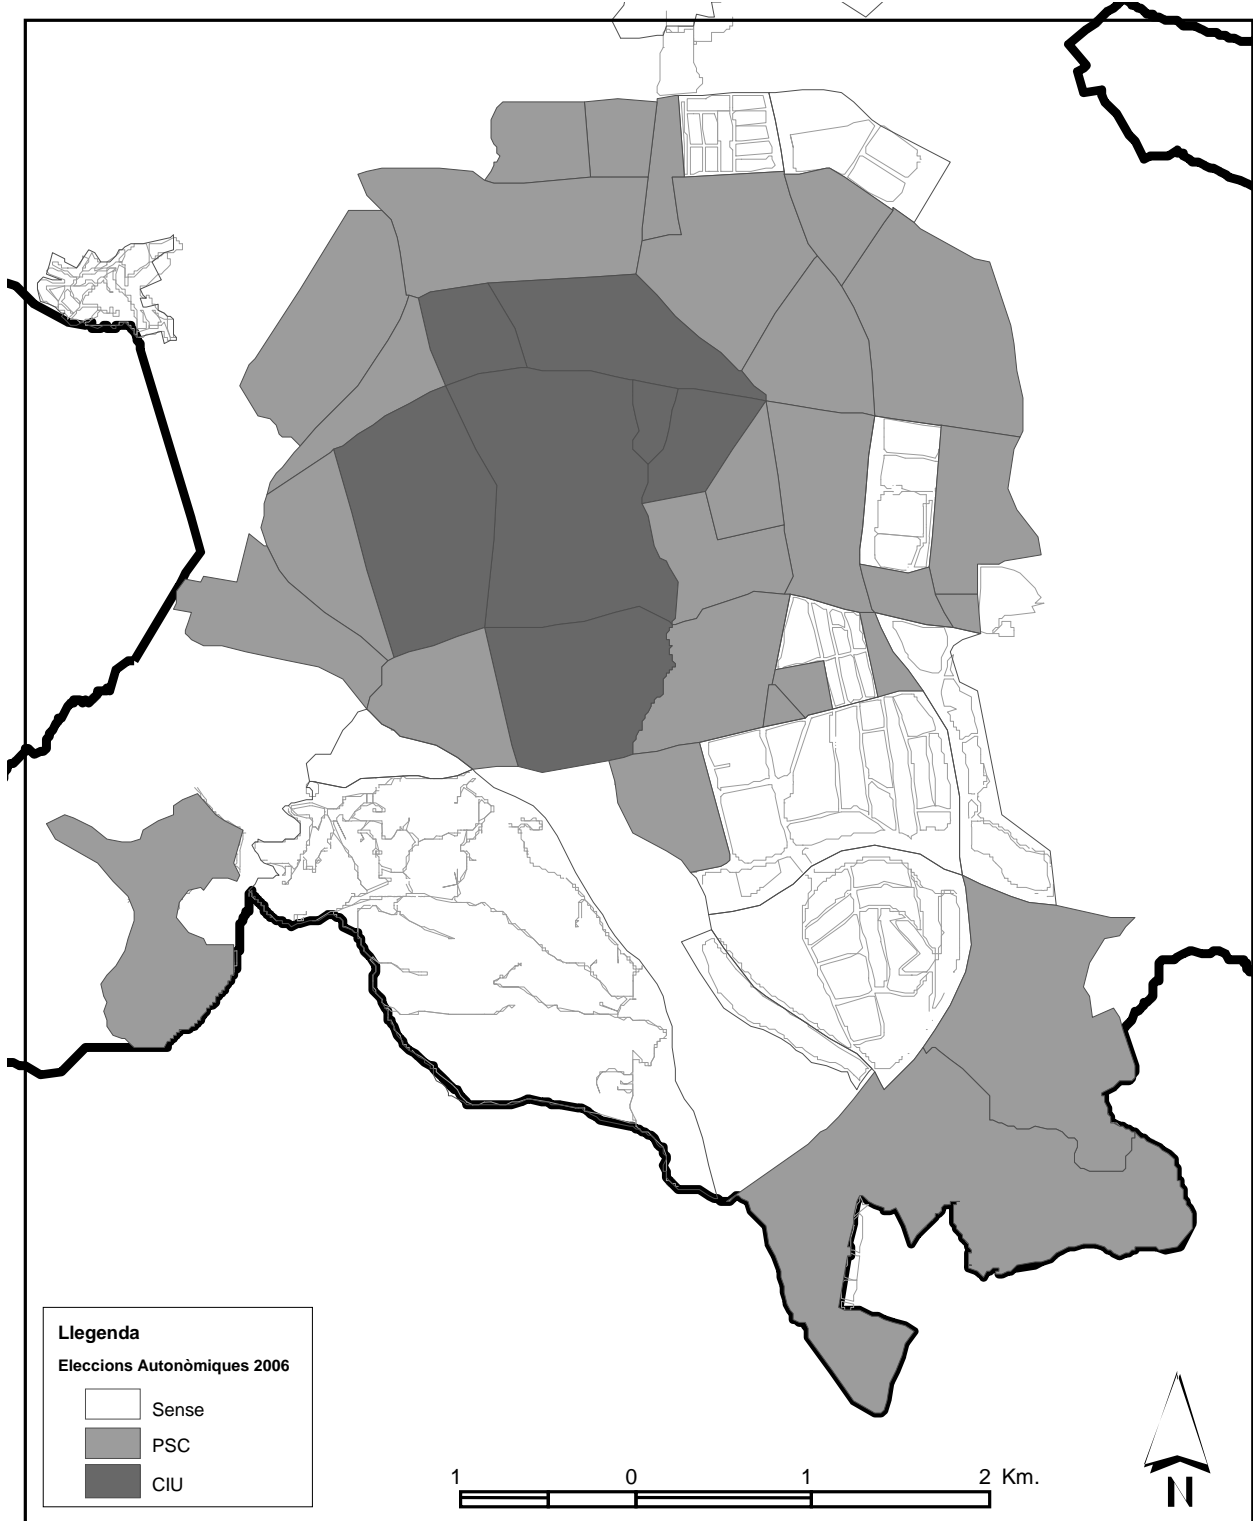 Llegenda
Eleccions Autonòmiques 2006
Sense
PSC
CIU
1 0 1 2 Km.
N